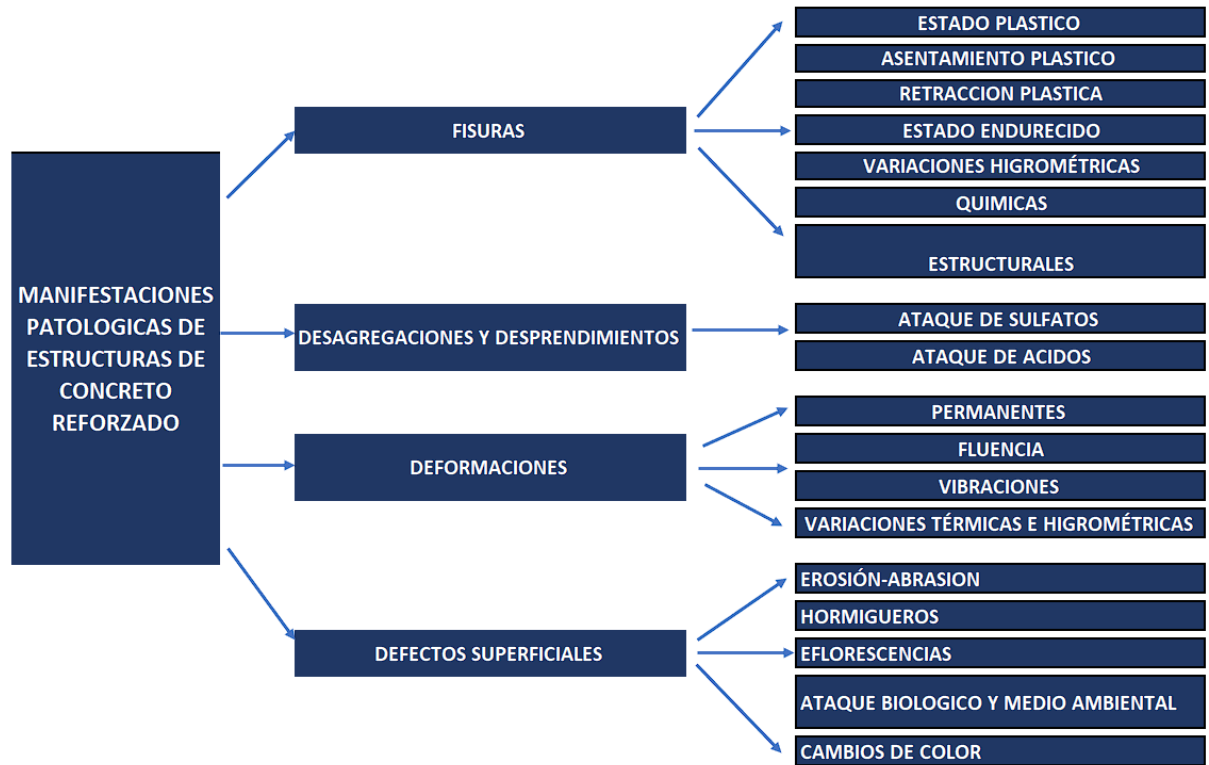 MANIFESTACIONES
PATOLOGICAS DE
ESTRUCTURAS DE
CONCRETO
REFORZADO
FISURAS
ESTADO PLASTICO
ASENTAMIENTO PLASTICO
RETRACCION PLASTICA
ESTADO ENDURECIDO
VARIACIONES HIGROMÉTRICAS
QUIMICAS
ESTRUCTURALES
DESAGREGACIONES Y DESPRENDIMIENTOS
ATAQUE DE SULFATOS
ATAQUE DE ACIDOS
DEFORMACIONES
PERMANENTES
FLUENCIA
VIBRACIONES
VARIACIONES TÉRMICAS E HIGROMÉTRICAS
DEFECTOS SUPERFICIALES
EROSIÓN-ABRASION
HORMIGUEROS
EFLORESCENCIAS
ATAQUE BIOLOGICO Y MEDIO AMBIENTAL
CAMBIOS DE COLOR